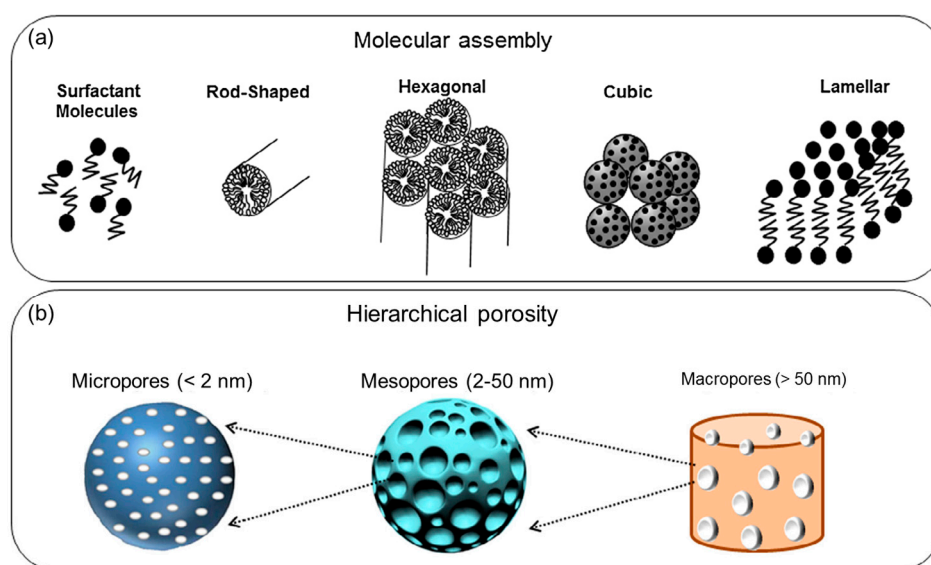 (a)
Molecular assembly
Surfactant
Molecules
Rod-Shaped
Hexagonal
Cubic
Lamellar
(b)
Hierarchical porosity
Micropores (< 2 nm)
Mesopores (2-50 nm)
Macropores (> 50 nm)